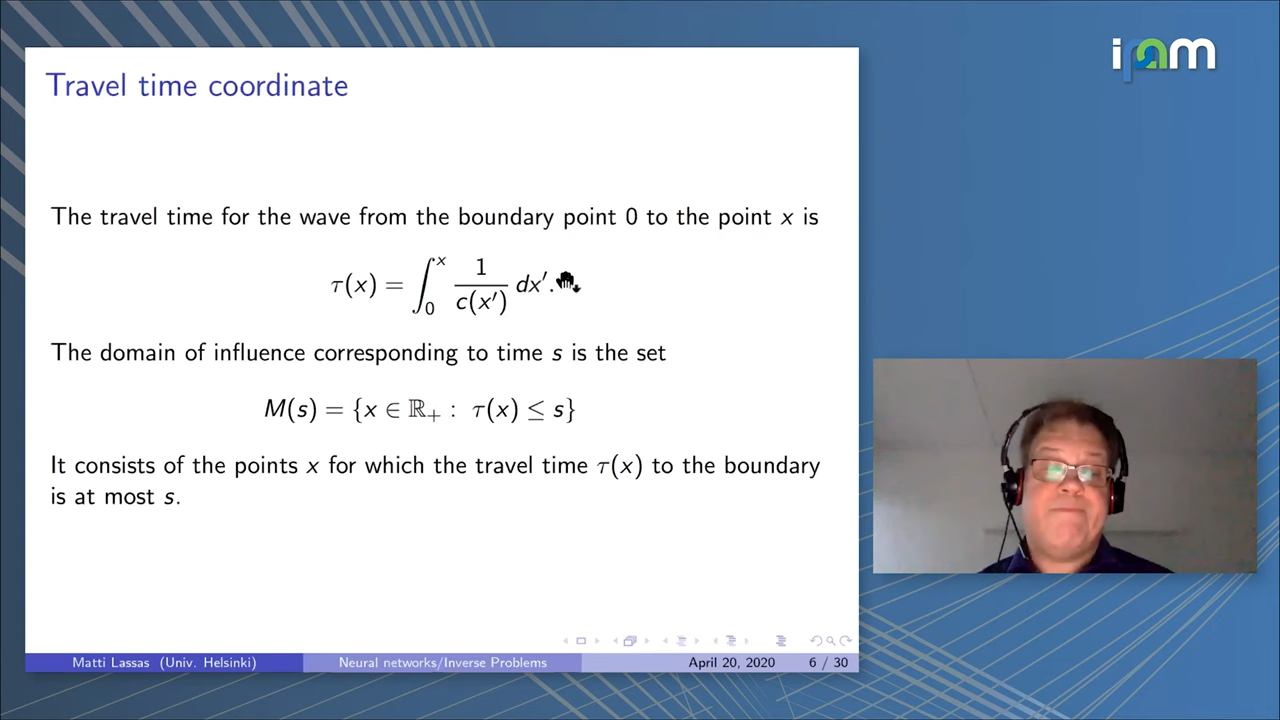 ipam
Travel time coordinate
The travel time for the wave from the boundary point 0 to the point x is
τ(x) = ∫₀ˣ 1/c(x′) dx′.
The domain of influence corresponding to time s is the set
M(s) = {x ∈ ℝ₊ : τ(x) ≤ s}
It consists of the points x for which the travel time τ(x) to the boundary
is at most s.
Matti Lassas (Univ. Helsinki) Neural networks/Inverse Problems April 20, 2020 6 / 30